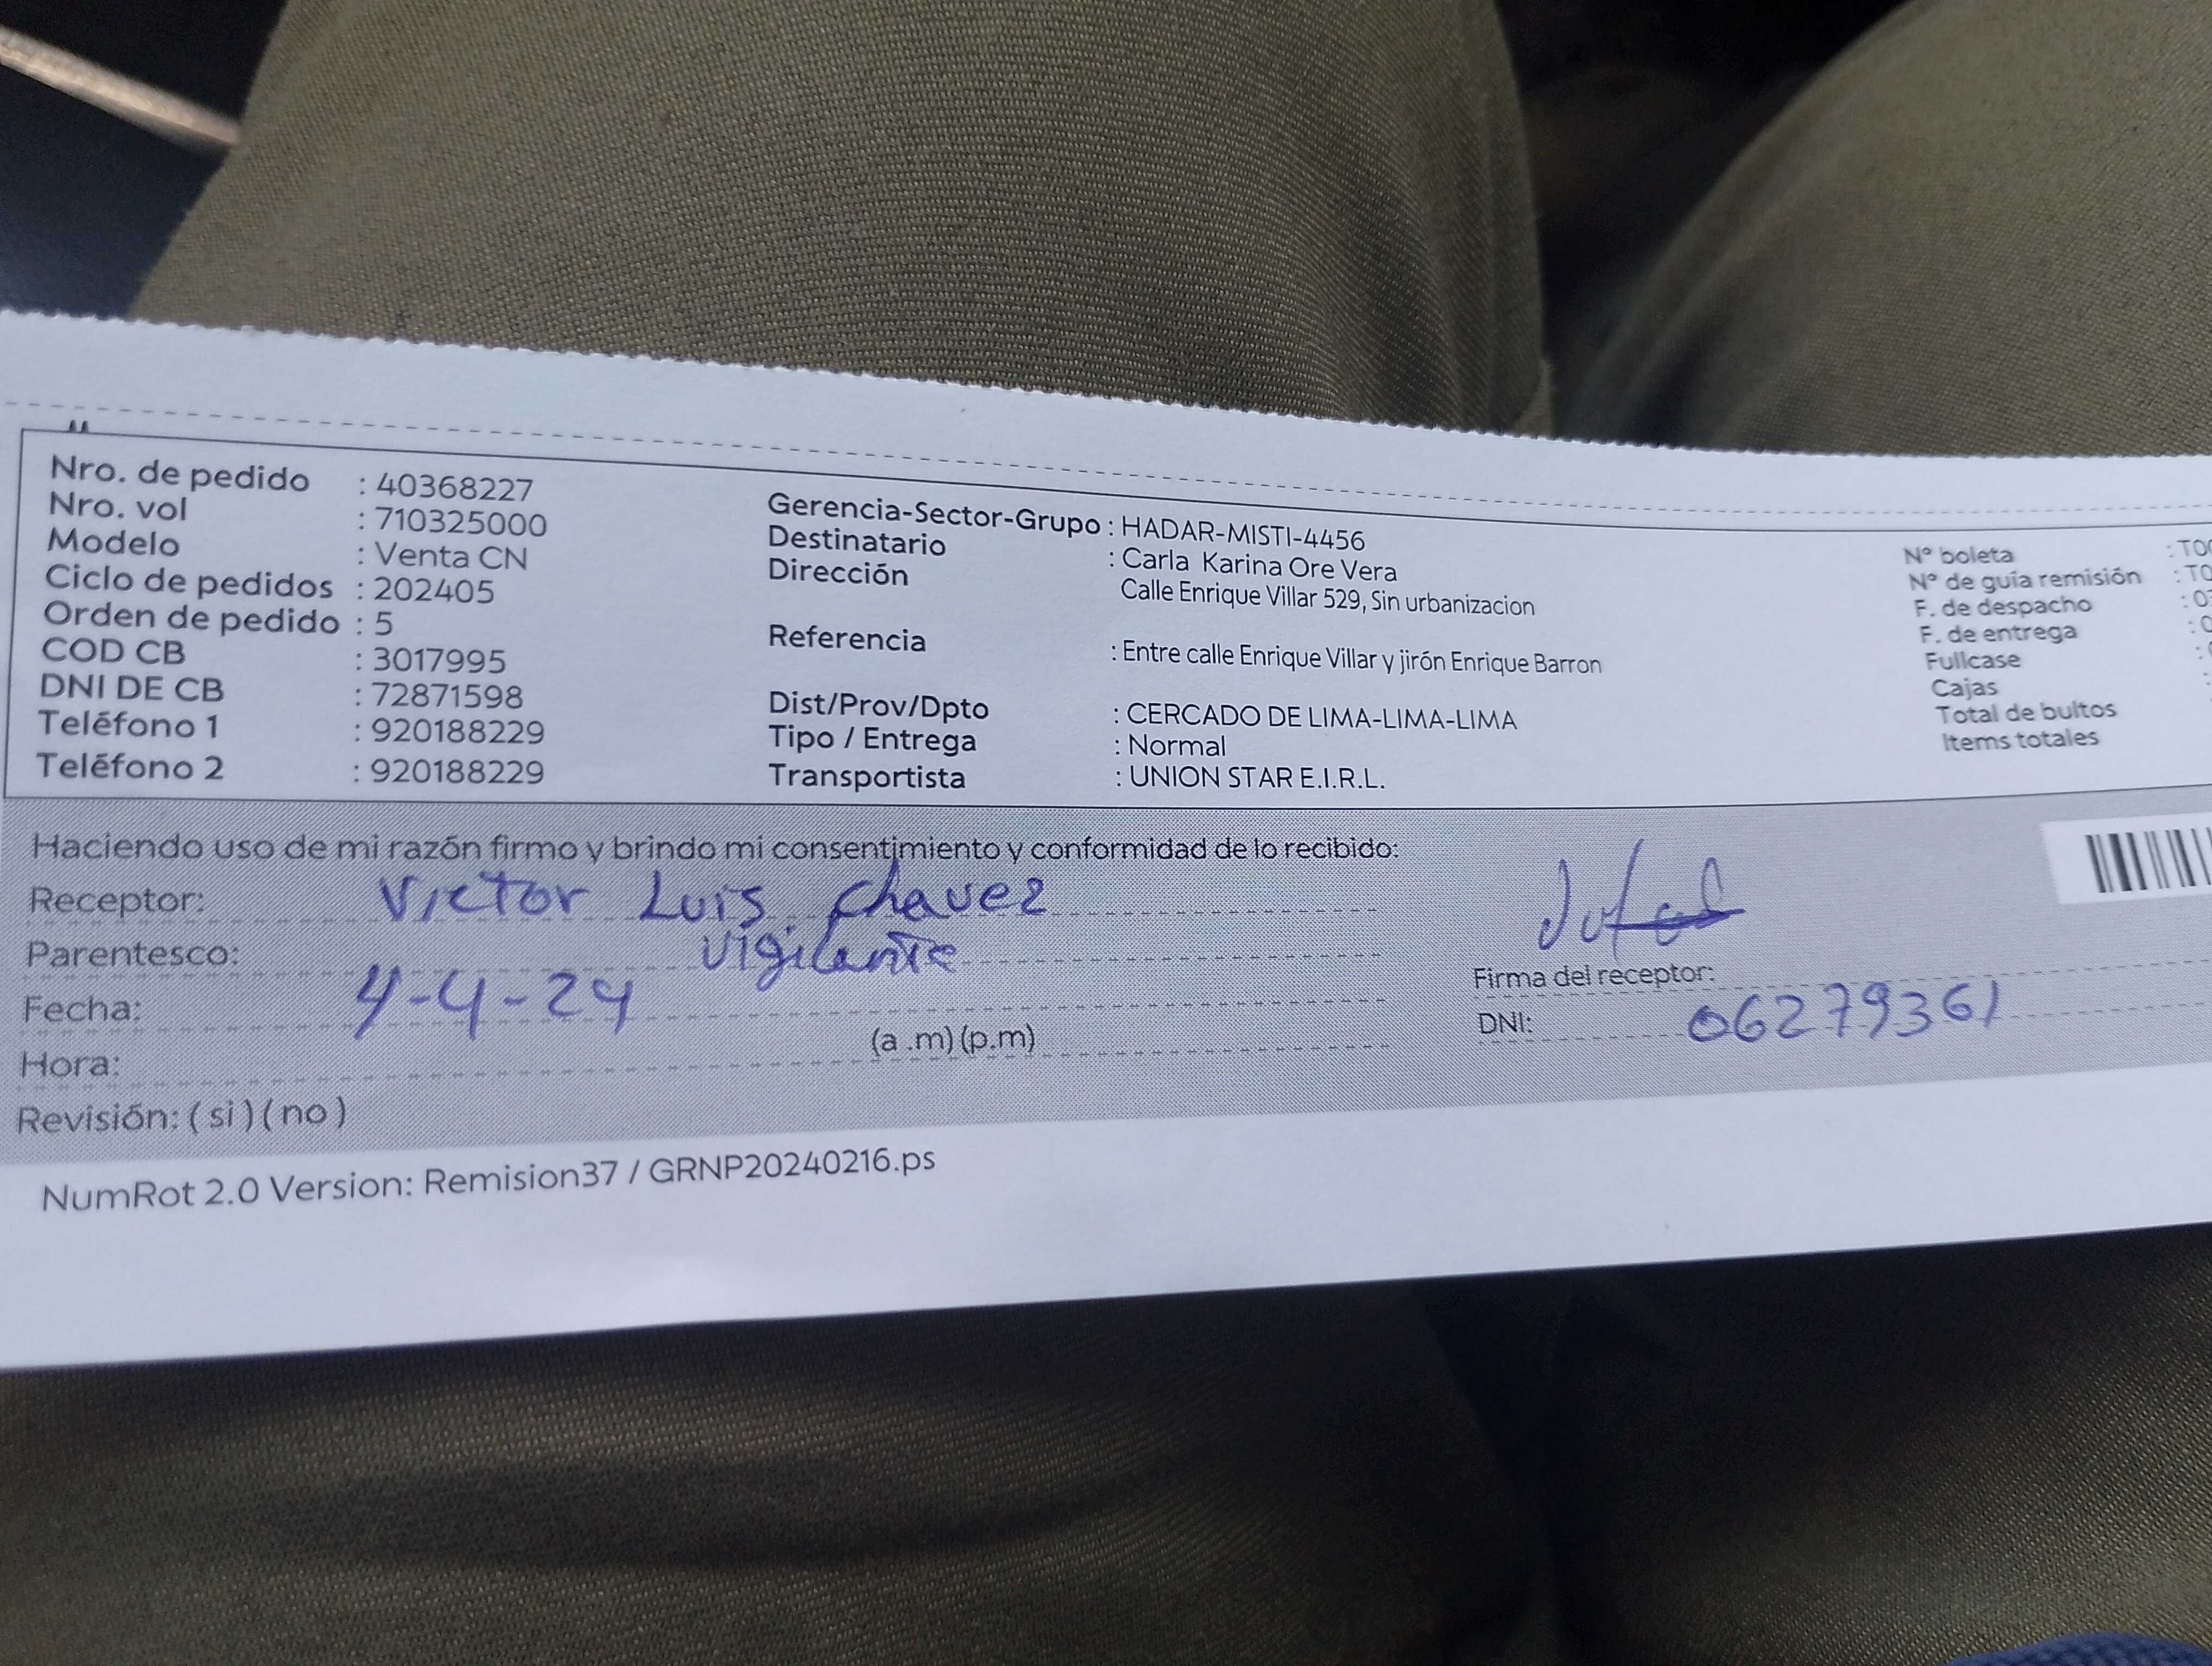 Nro. de pedido : 40368227
Nro. vol : 710325000
Modelo : Venta CN
Ciclo de pedidos : 202405
Orden de pedido : 5
COD CB : 3017995
DNI DE CB : 72871598
Teléfono 1 : 920188229
Teléfono 2 : 920188229
Gerencia-Sector-Grupo : HADAR-MISTI-4456
Destinatario : Carla Karina Ore Vera
Dirección Calle Enrique Villar 529, Sin urbanizacion
Referencia : Entre calle Enrique Villar y jirón Enrique Barron
Dist/Prov/Dpto : CERCADO DE LIMA-LIMA-LIMA
Tipo / Entrega : Normal
Transportista : UNION STAR E.I.R.L.
N° boleta
N° de guía remisión
F. de despacho
F. de entrega
Fullcase
Cajas
Total de bultos
Items totales
Haciendo uso de mi razón firmo y brindo mi consentimiento y conformidad de lo recibido:
Receptor: Victor Luis Chavez
Parentesco: vigilante
Fecha: 4-4-24
Hora: (a .m) (p.m)
Revisión: ( si ) ( no )
Firma del receptor:
DNI: 06279361
NumRot 2.0 Version: Remision37 / GRNP20240216.ps